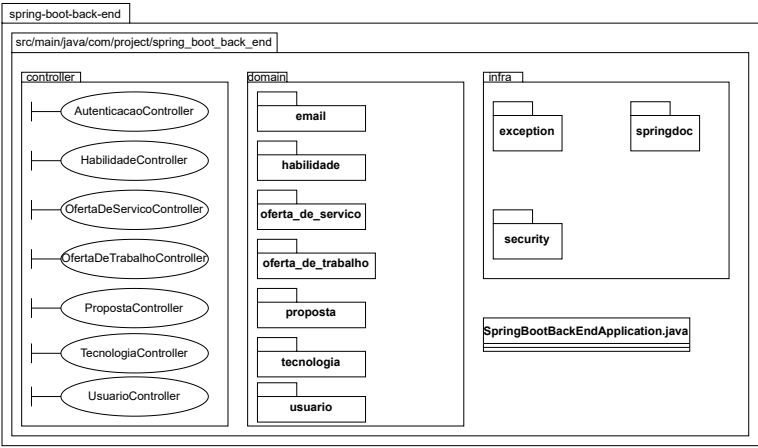 spring-boot-back-end
src/main/java/com/project/spring_boot_back_end
controller
AutenticacaoController
HabilidadeController
OfertaDeServicoController
OfertaDeTrabalhoController
PropostaController
TecnologiaController
UsuarioController
domain
email
habilidade
oferta_de_servico
oferta_de_trabalho
proposta
tecnologia
usuario
infra
exception
springdoc
security
SpringBootBackEndApplication.java